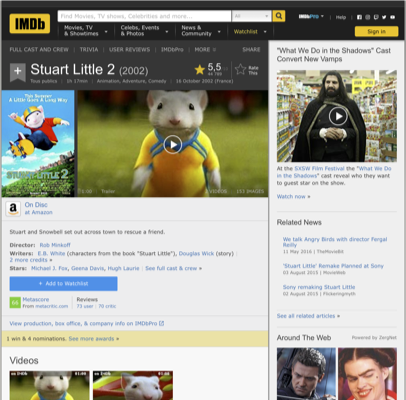 IMDb
Find Movies, TV shows, Celebrities and more...
All
IMDbPro
Help
Movies, TV & Showtimes
Celebs, Events & Photos
News & Community
Watchlist
Sign in
FULL CAST AND CREW | TRIVIA | USER REVIEWS | IMDbPro | MORE
SHARE
Stuart Little 2 (2002)
5,5
Rate This
Tous publics | 1h 17min | Animation, Adventure, Comedy | 16 October 2002 (France)
STUART LITTLE 2
Trailer
On Disc
at Amazon
Stuart and Snowbell set out across town to rescue a friend.
Director: Rob Minkoff
Writers: E.B. White (characters from the book "Stuart Little"), Douglas Wick (story) |
2 more credits »
Stars: Michael J. Fox, Geena Davis, Hugh Laurie | See full cast & crew »
+ Add to Watchlist
66
Metascore
From metacritic.com
Reviews
73 user | 78 critic
View production, box office, & company info on IMDbPro
1 win & 4 nominations. See more awards »
Videos
"What We Do in the Shadows" Cast
Convert New Vamps
At the SXSW Film Festival the "What We Do
in the Shadows" cast reveal who they want
to guest star on the show.
Watch now »
Related News
We talk Angry Birds with director Fergal
Reilly
11 May 2016 | TheMovieBit
'Stuart Little' Remake Planned at Sony
03 August 2015 | MovieWeb
Sony remaking Stuart Little
03 August 2015 | Flickeringmyth
See all related articles »
Around The Web
Powered by ZergNet